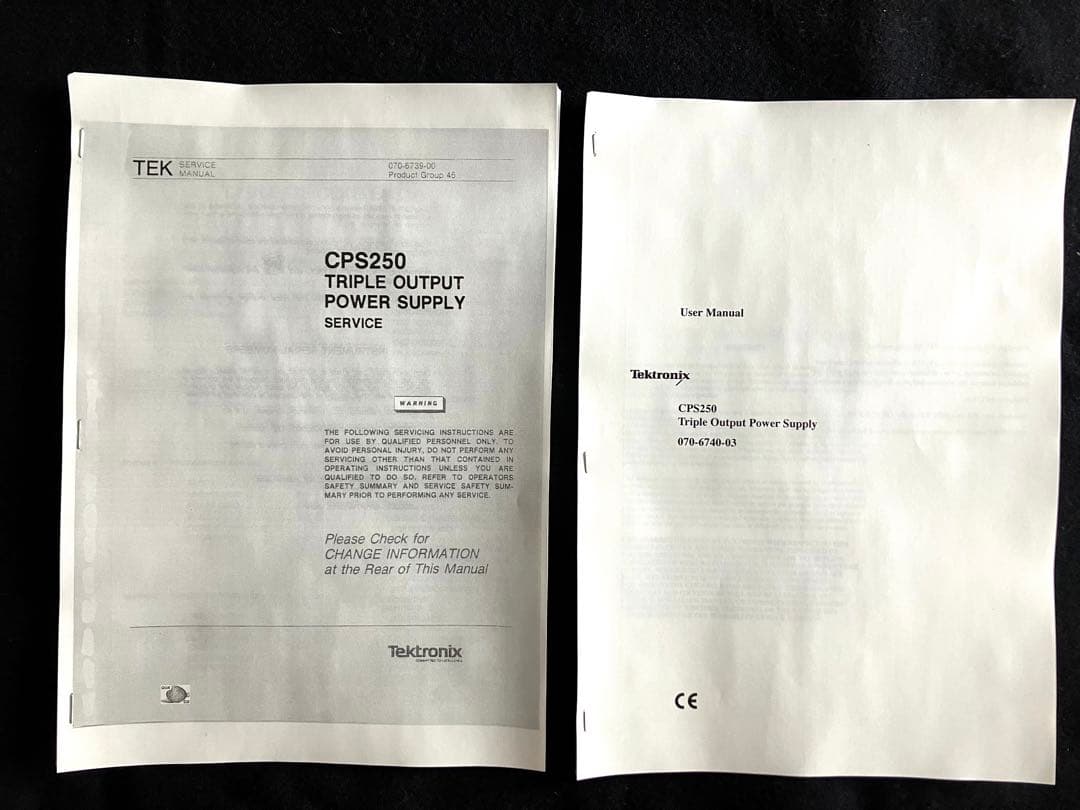 TEK SERVICE MANUAL
070-6739-00
Product Group 45
CPS250
TRIPLE OUTPUT
POWER SUPPLY
SERVICE
WARNING
THE FOLLOWING SERVICING INSTRUCTIONS ARE
FOR USE BY QUALIFIED PERSONNEL ONLY. TO
AVOID PERSONAL INJURY, DO NOT PERFORM ANY
SERVICING OTHER THAN THAT CONTAINED IN
OPERATING INSTRUCTIONS UNLESS YOU ARE
QUALIFIED TO DO SO. REFER TO OPERATORS
SAFETY SUMMARY AND SERVICE SAFETY SUM-
MARY PRIOR TO PERFORMING ANY SERVICE.
Please Check for
CHANGE INFORMATION
at the Rear of This Manual
Tektronix
User Manual
Tektronix
CPS250
Triple Output Power Supply
070-6740-03
CE